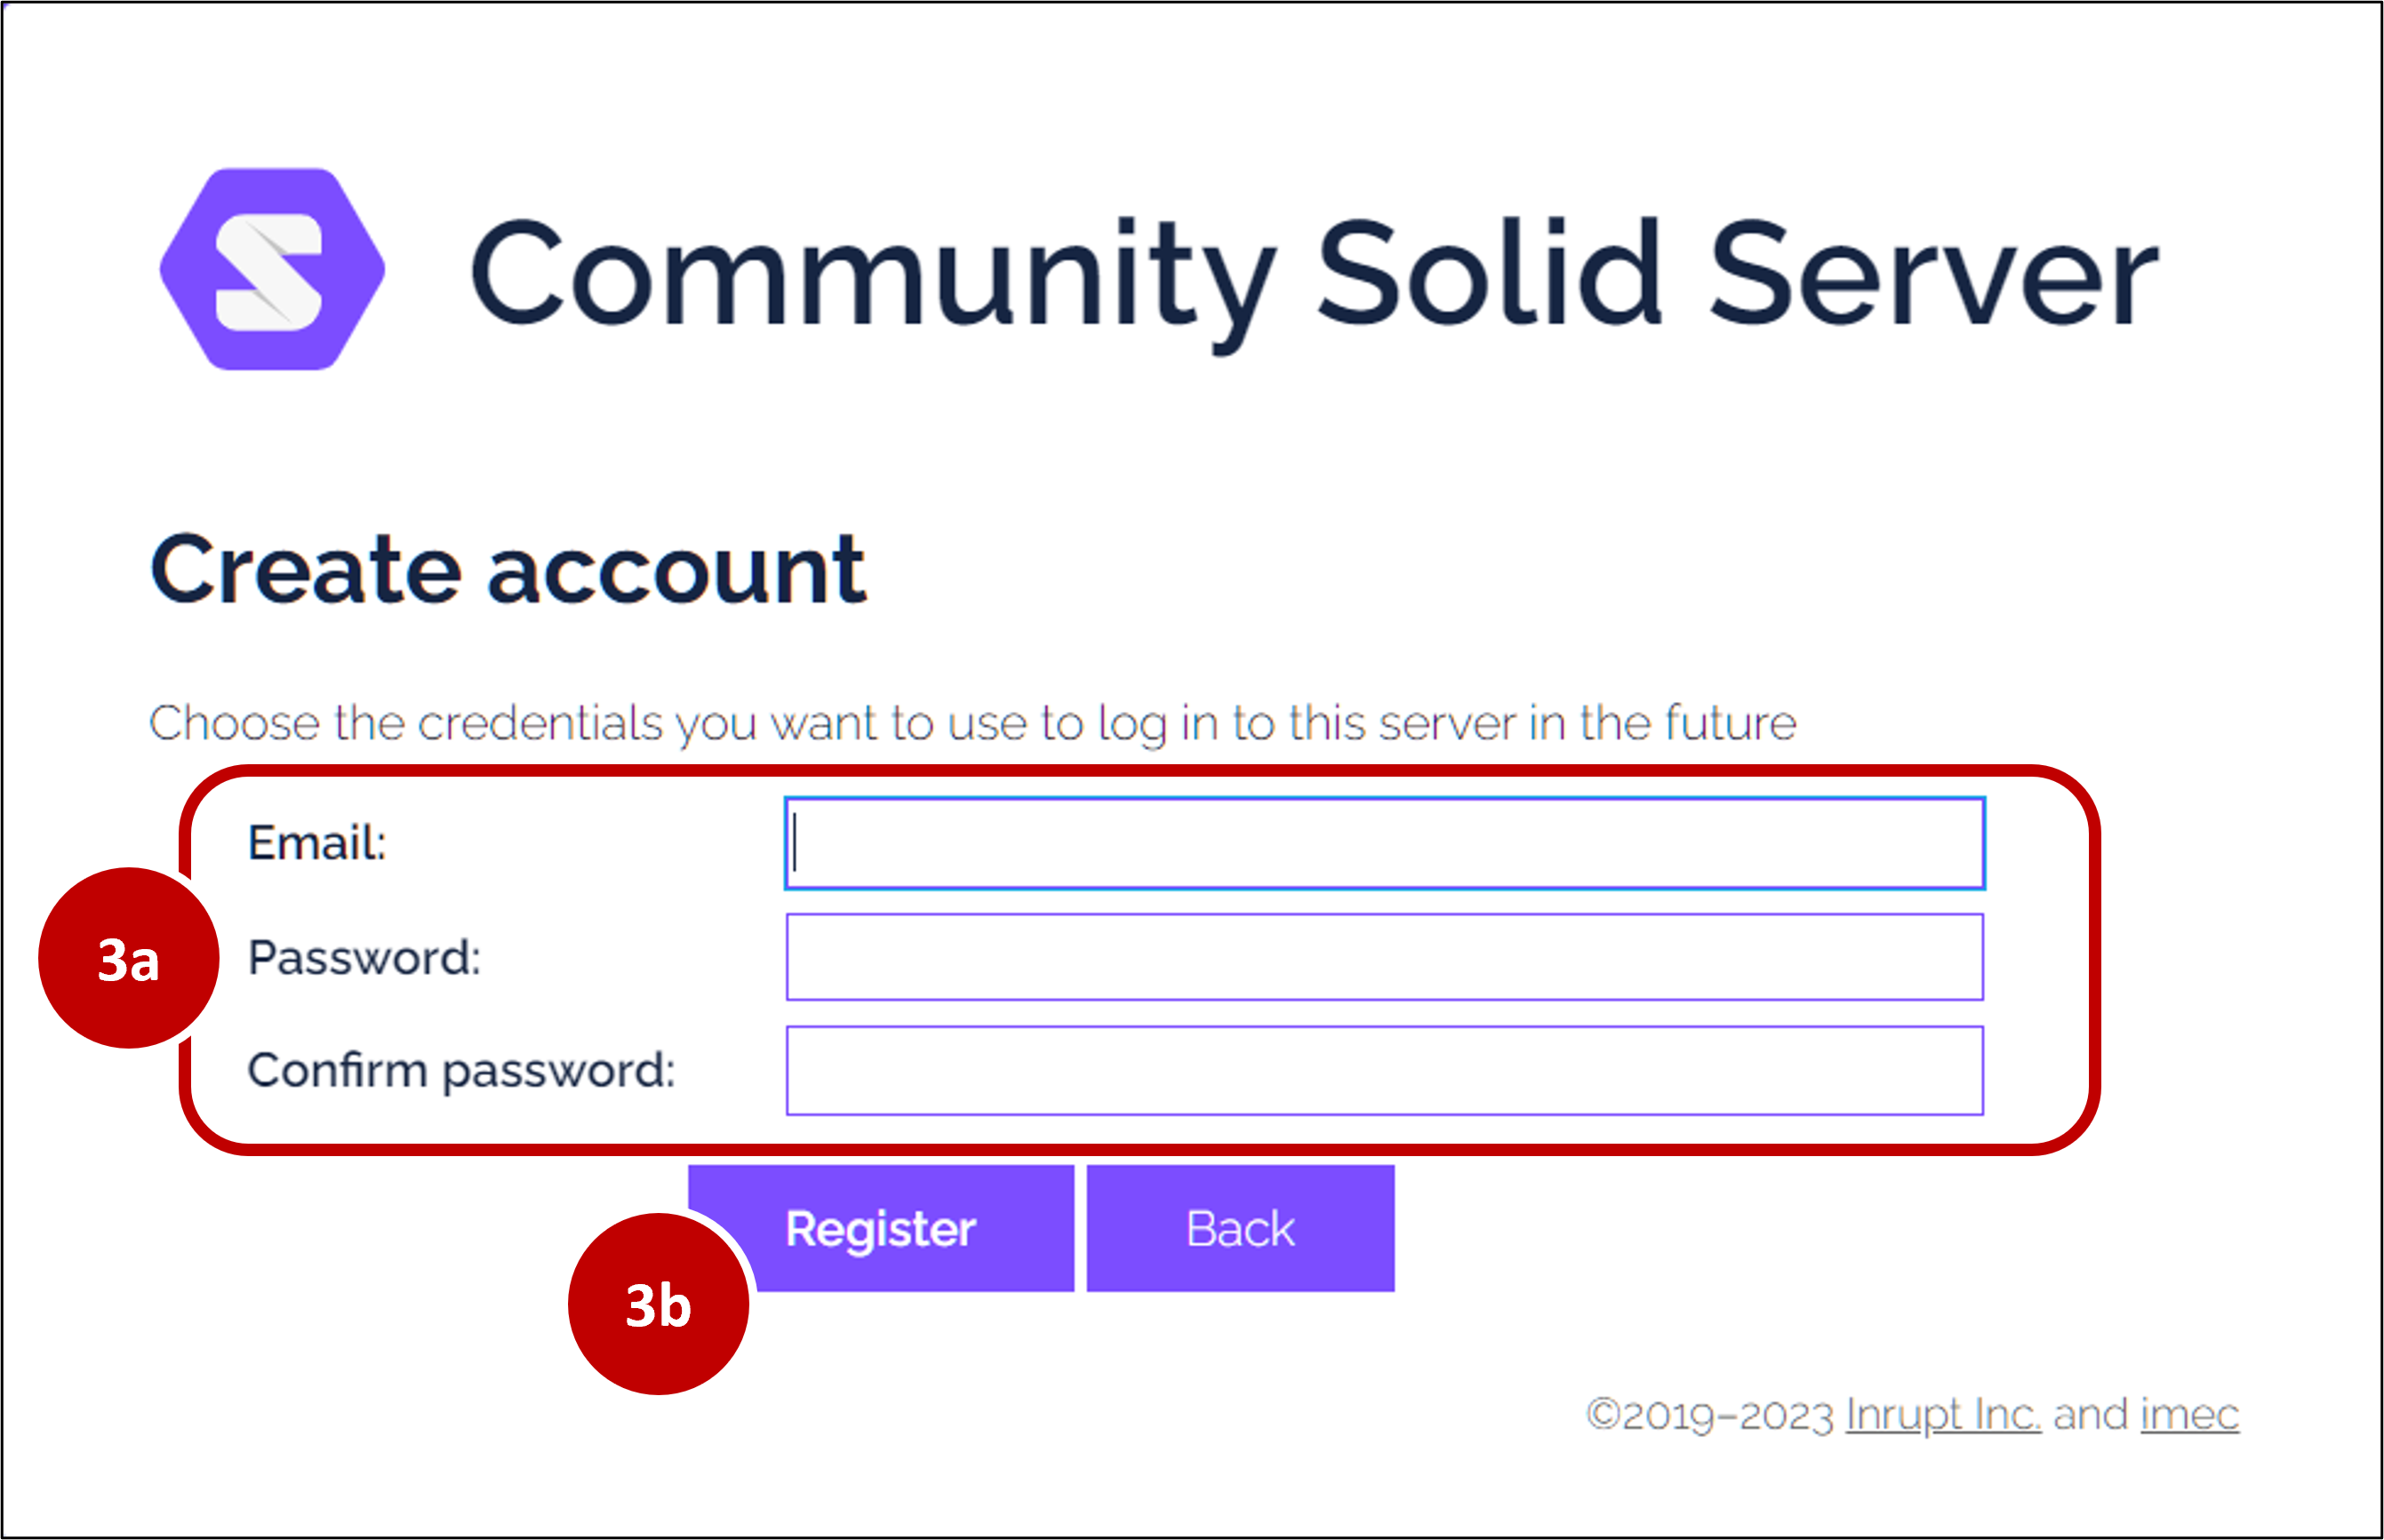 Community Solid Server
Create account
Choose the credentials you want to use to log in to this server in the future
Email:
3a
Password:
Confirm password:
Register
Back
3b
©2019–2023 Inrupt Inc. and imec